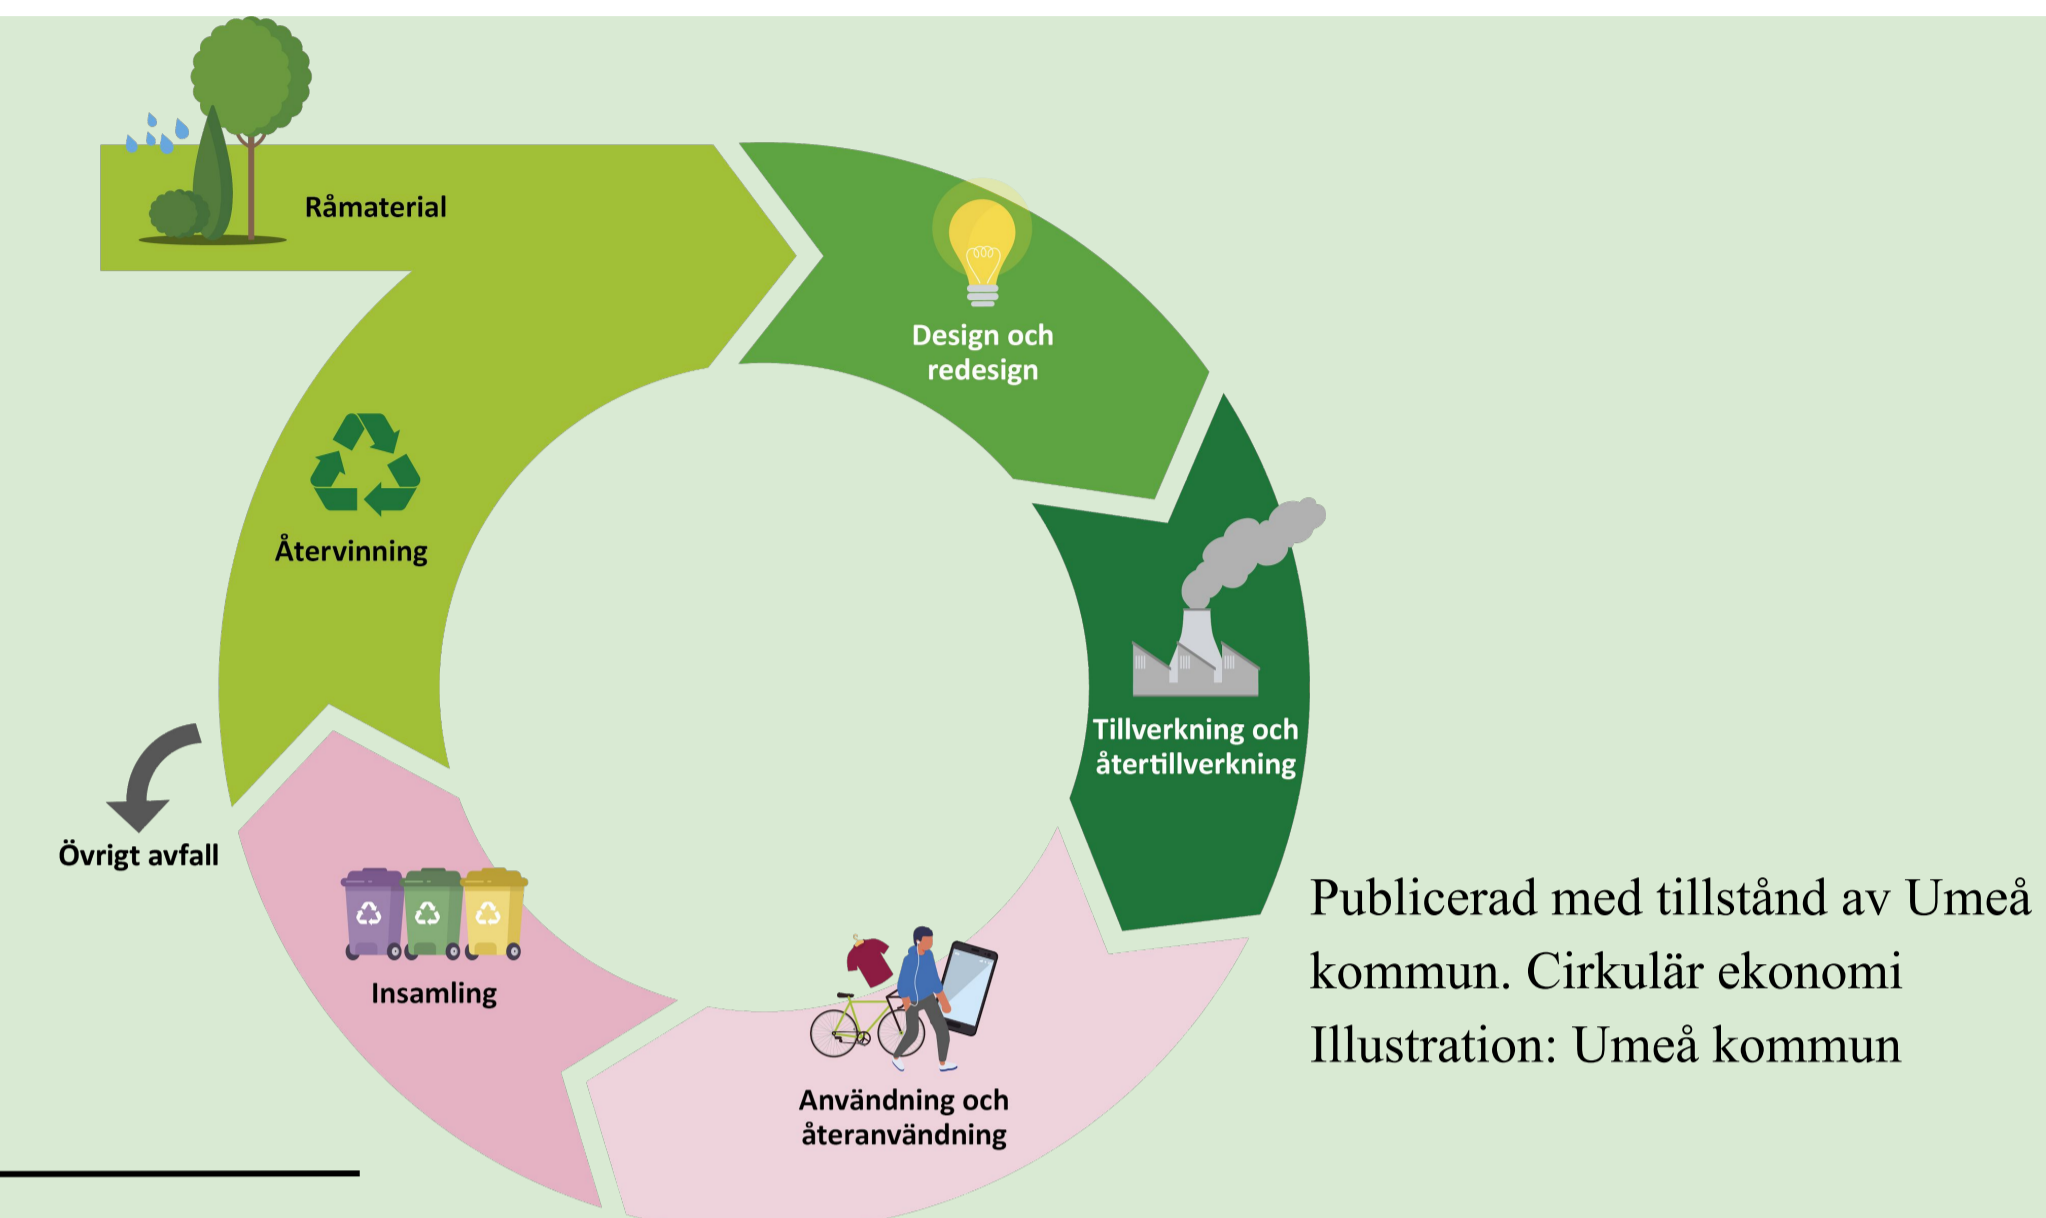 Råmaterial
Design och
redesign
Tillverkning och
återtillverkning
Användning och
återanvändning
Insamling
Återvinning
Övrigt avfall
Publicerad med tillstånd av Umeå
kommun. Cirkulär ekonomi
Illustration: Umeå kommun